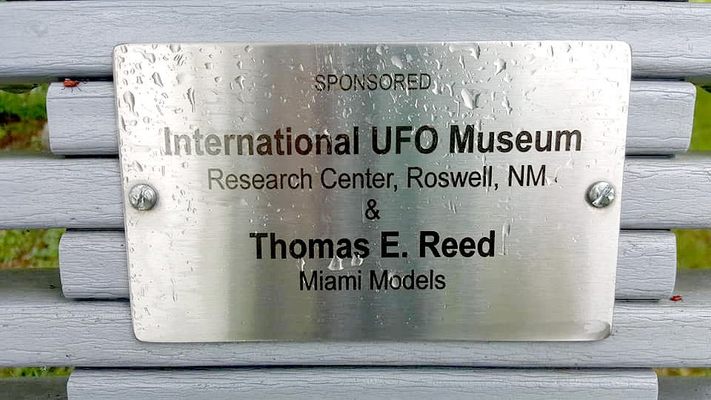 SPONSORED
International UFO Museum
Research Center, Roswell, NM
&
Thomas E. Reed
Miami Models